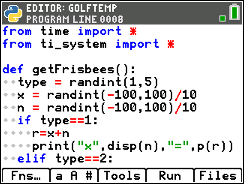 EDITOR: GOLFTEMP
PROGRAM LINE 0008
from time import *
from ti_system import *
def getFrisbees():
type = randint(1,5)
x = randint(-100,100)/10
n = randint(-100,100)/10
if type==1:
r=x+n
print("x",disp(n),"=",p(r))
elif type==2:
Fns… a A # Tools Run Files